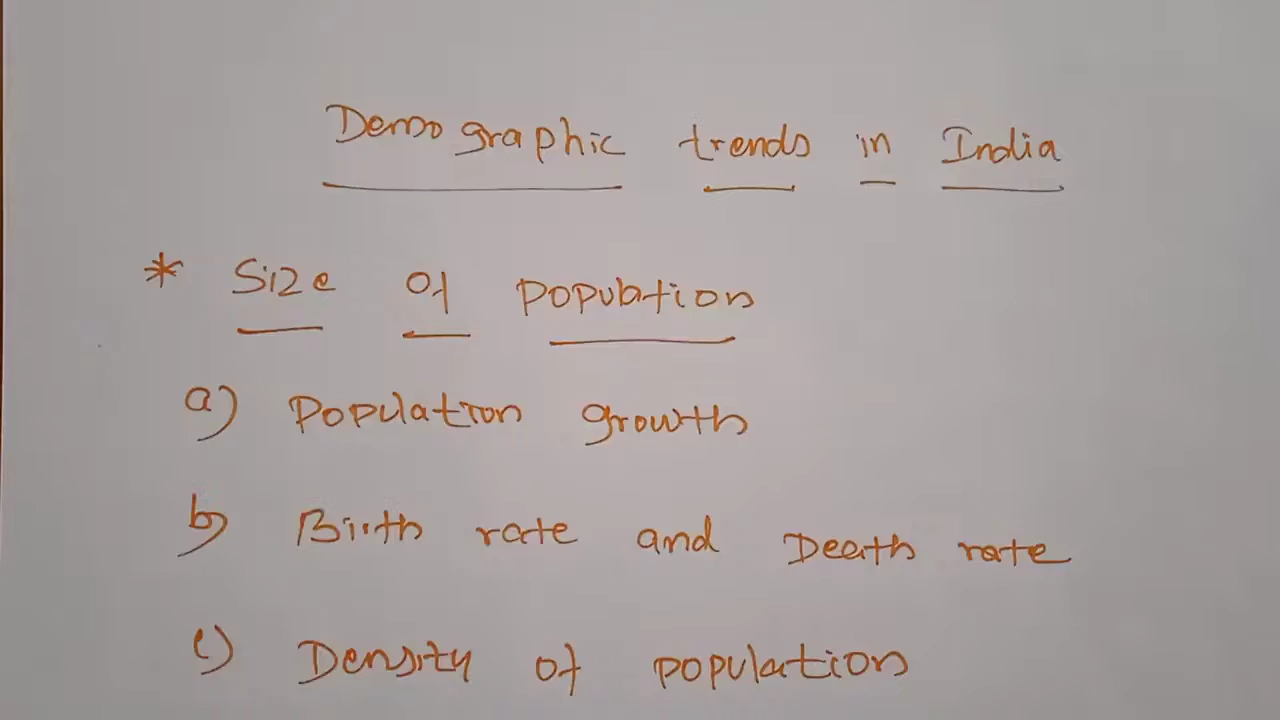 Demographic trends in India
* Size of population
a) Population growth
b) Birth rate and Death rate
c) Density of population